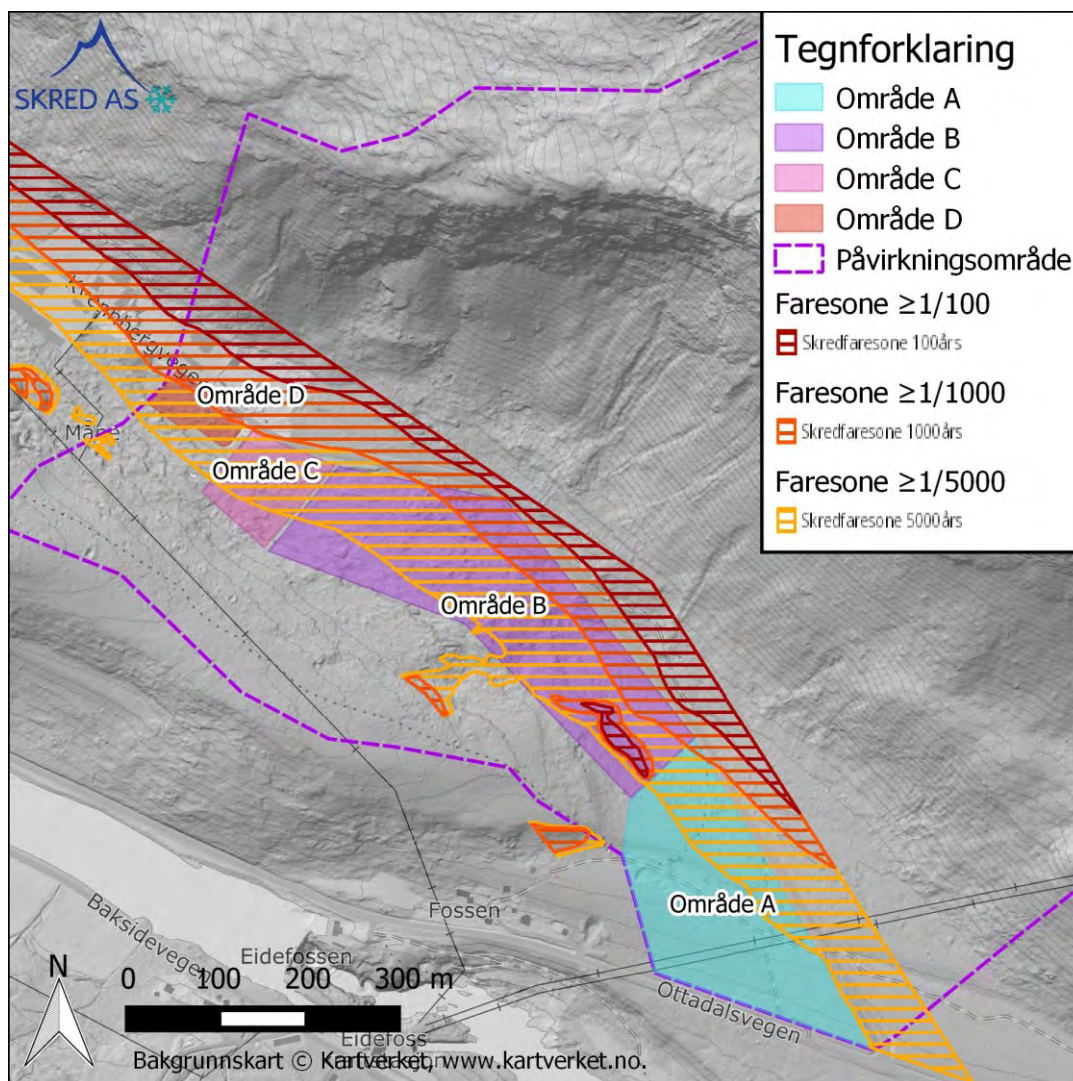 SKRED AS
Tegnforklaring
Område A
Område B
Område C
Område D
Påvirkningsområde
Faresone ≥1/100
Skredfaresone 100års
Faresone ≥1/1000
Skredfaresone 1000års
Faresone ≥1/5000
Skredfaresone 5000års
Område D
Område C
Område B
Område A
Fossen
Baksidevegen
Eidefossen
Ottadalsvegen
Eidefoss
N
0 100 200 300 m
Bakgrunnskart © Kartverket, www.kartverket.no.